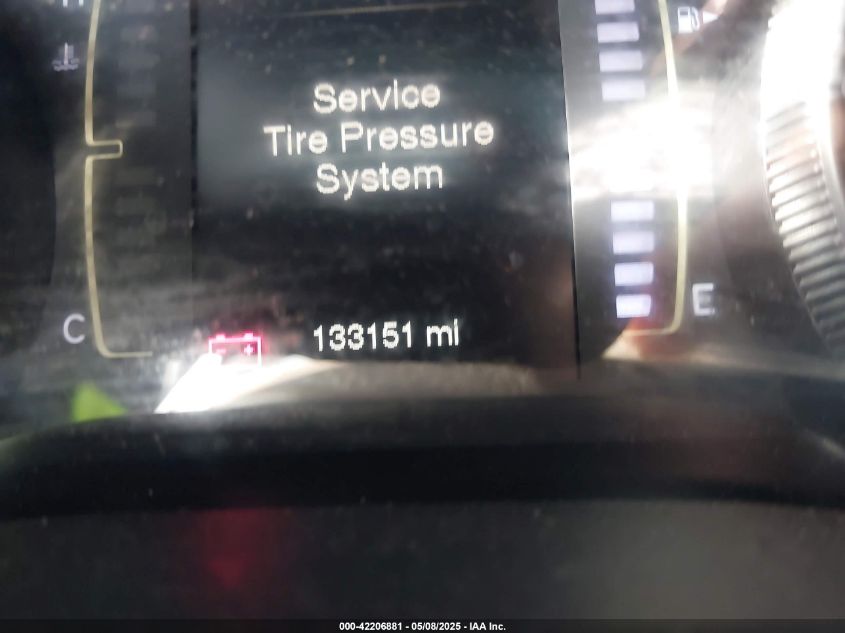 Service
Tire Pressure
System
C
E
133151 mi
000-42206881 - 05/08/2025 - IAA Inc.